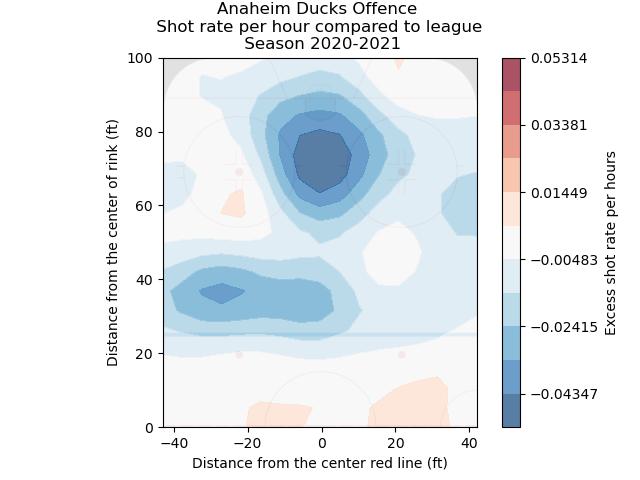 Anaheim Ducks Offence
Shot rate per hour compared to league
Season 2020-2021
100
80
60
40
20
0
Distance from the center of rink (ft)
−40
−20
0
20
40
Distance from the center red line (ft)
0.05314
0.03381
0.01449
−0.00483
−0.02415
−0.04347
Excess shot rate per hours